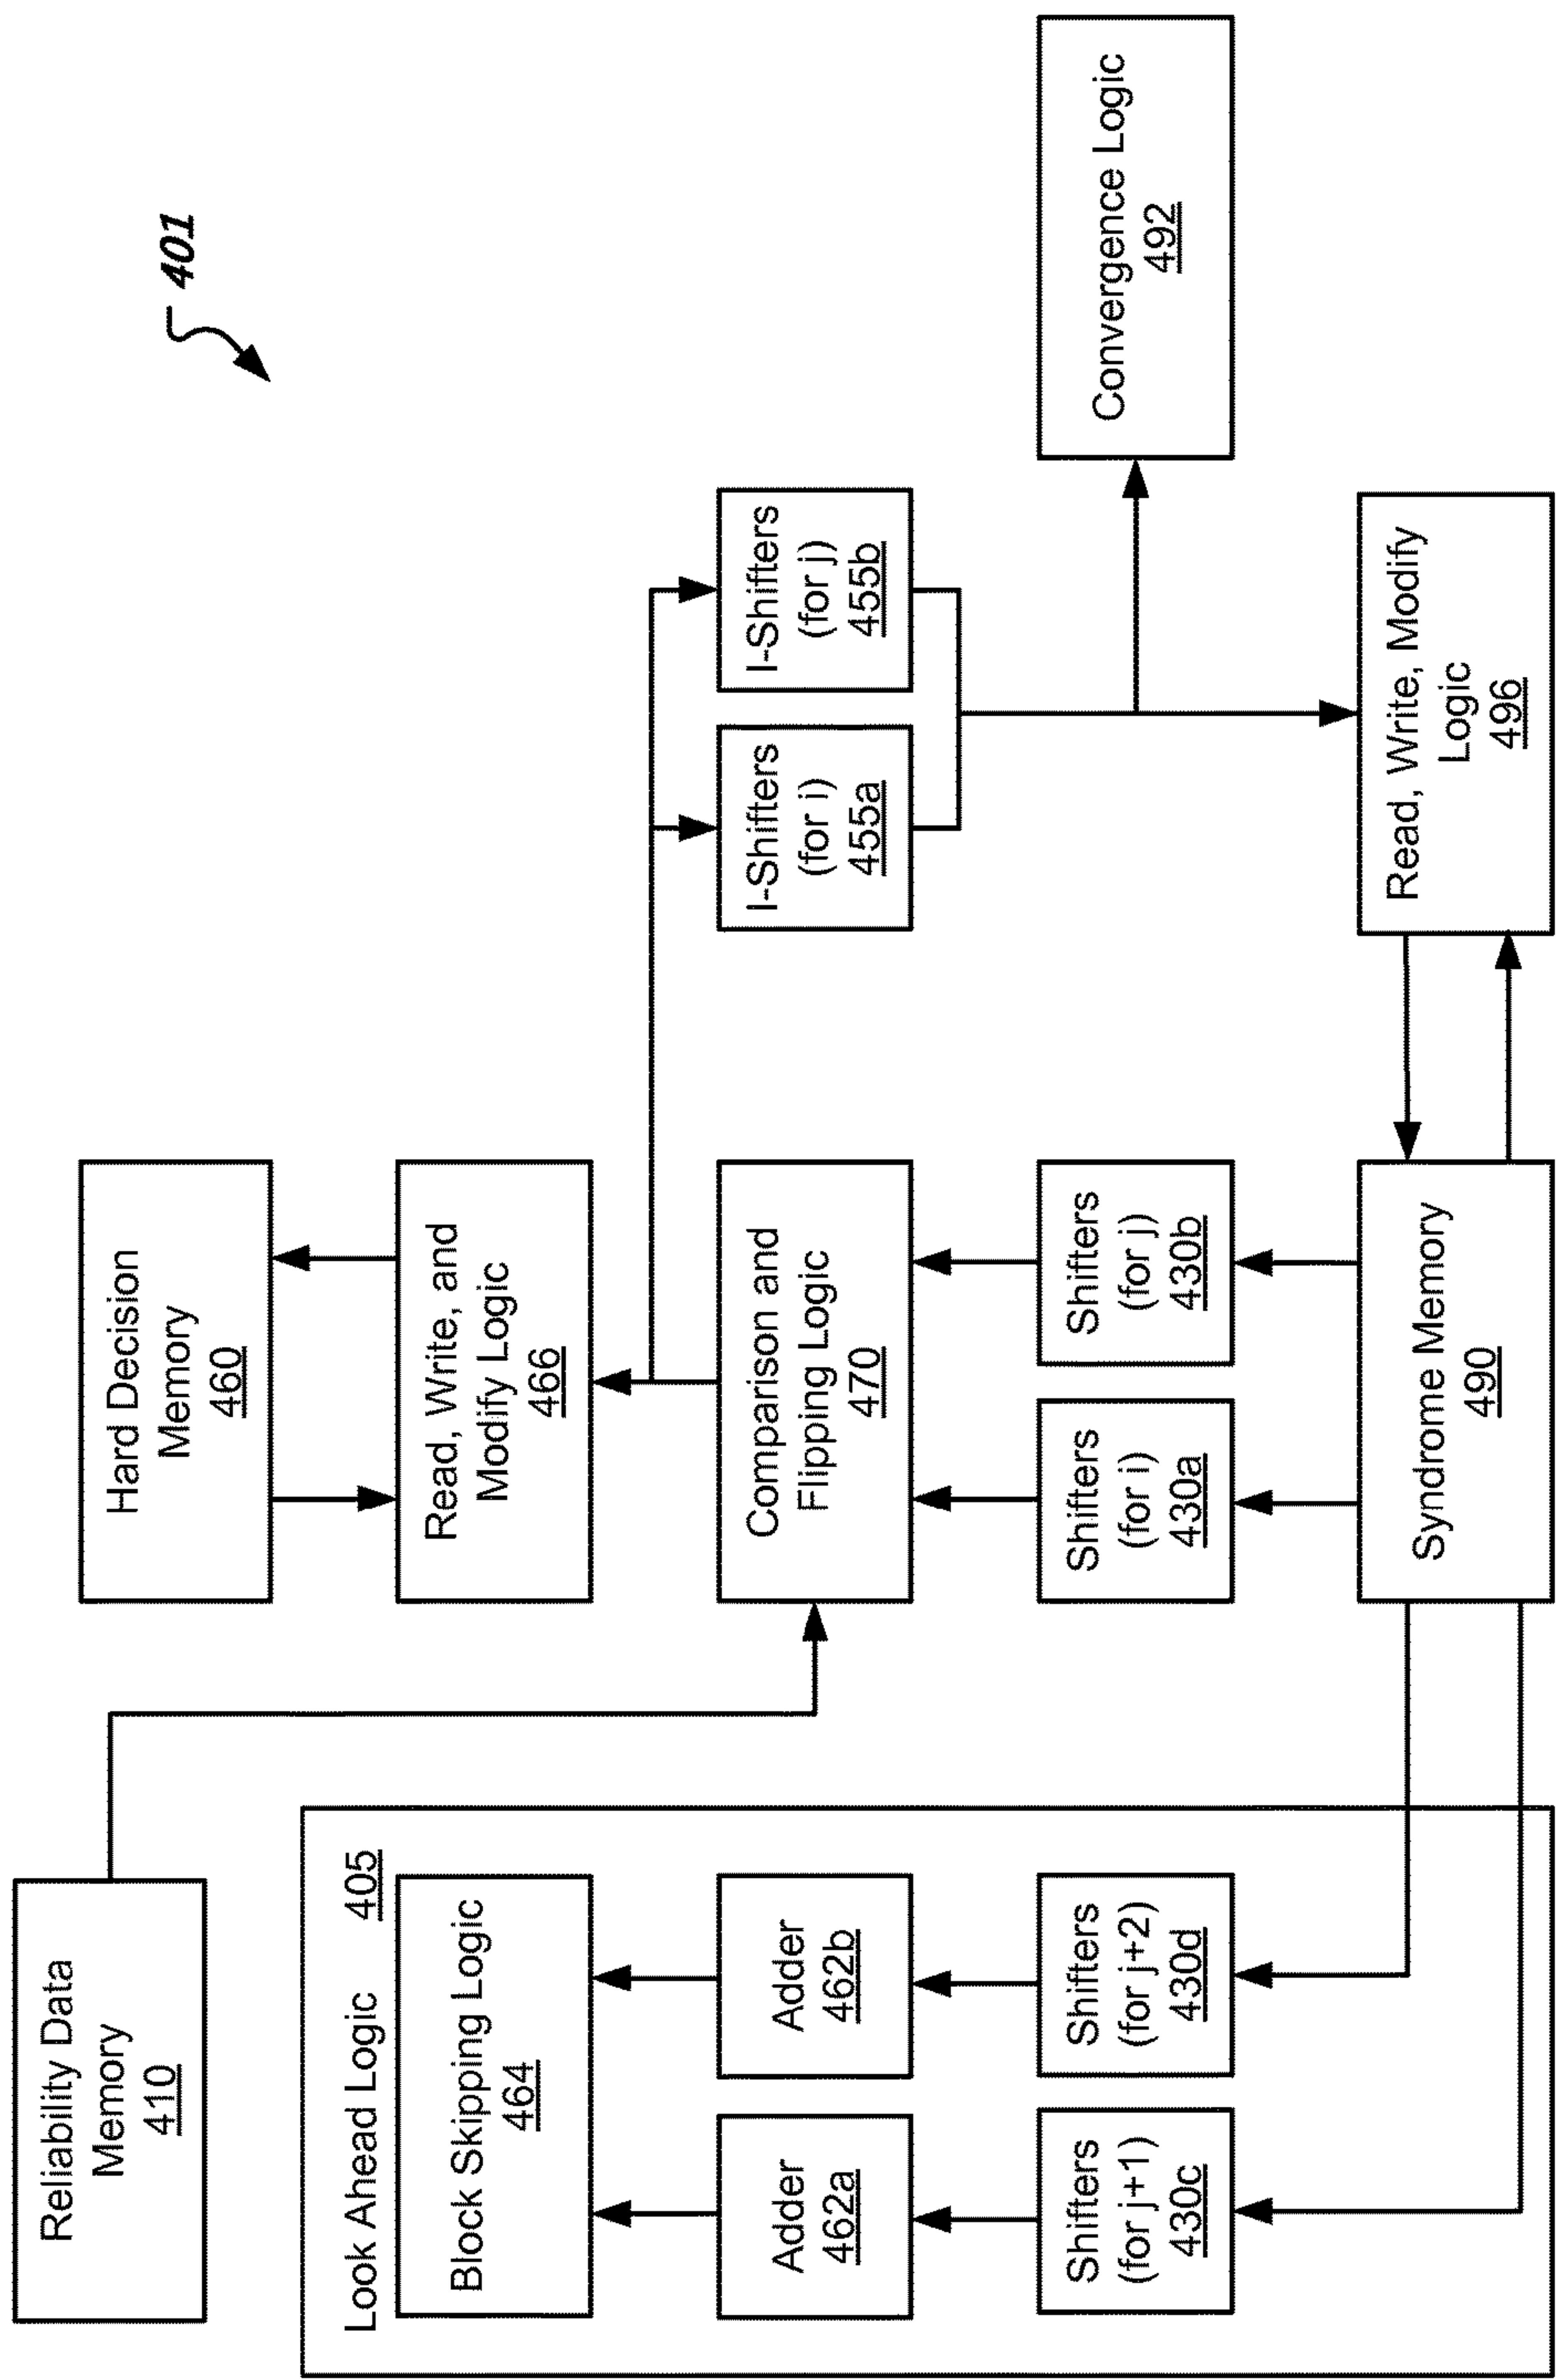 401
Reliability Data
Memory
410
Hard Decision
Memory
460
Look Ahead Logic 405
Block Skipping Logic
464
Read, Write, and
Modify Logic
466
Adder
462a
Adder
462b
Comparison and
Flipping Logic
470
I-Shifters
(for i)
455a
I-Shifters
(for j)
455b
Shifters
(for j+1)
430c
Shifters
(for j+2)
430d
Shifters
(for i)
430a
Shifters
(for j)
430b
Convergence Logic
492
Syndrome Memory
490
Read, Write, Modify
Logic
496